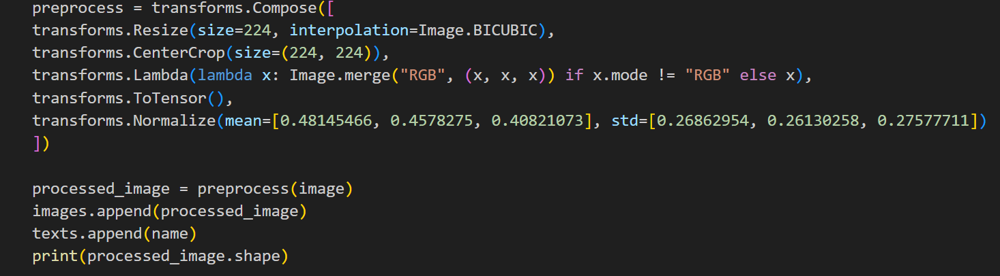 preprocess = transforms.Compose([
transforms.Resize(size=224, interpolation=Image.BICUBIC),
transforms.CenterCrop(size=(224, 224)),
transforms.Lambda(lambda x: Image.merge("RGB", (x, x, x)) if x.mode != "RGB" else x),
transforms.ToTensor(),
transforms.Normalize(mean=[0.48145466, 0.4578275, 0.40821073], std=[0.26862954, 0.26130258, 0.27577711])
])
processed_image = preprocess(image)
images.append(processed_image)
texts.append(name)
print(processed_image.shape)